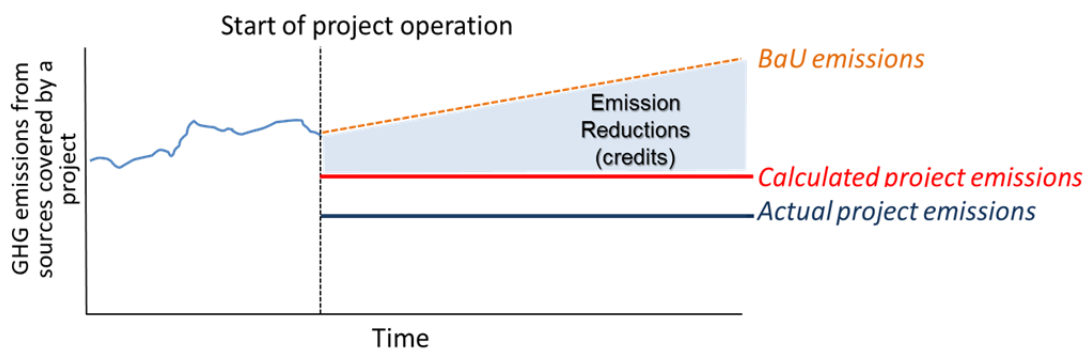 Start of project operation
GHG emissions from
sources covered by a
project
BaU emissions
Emission
Reductions
(credits)
Calculated project emissions
Actual project emissions
Time